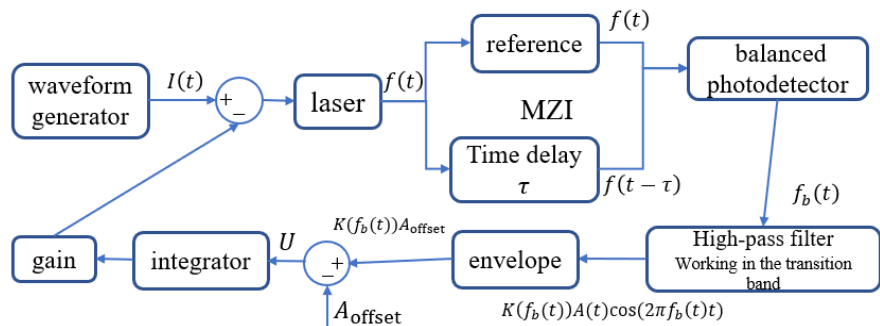 waveform
generator
I(t)
+
−
laser
f(t)
reference
f(t)
MZI
Time delay
τ
f(t − τ)
balanced
photodetector
f_b(t)
High-pass filter
Working in the transition
band
K(f_b(t))A(t)cos(2πf_b(t)t)
envelope
K(f_b(t))A_offset
+
−
A_offset
U
integrator
gain